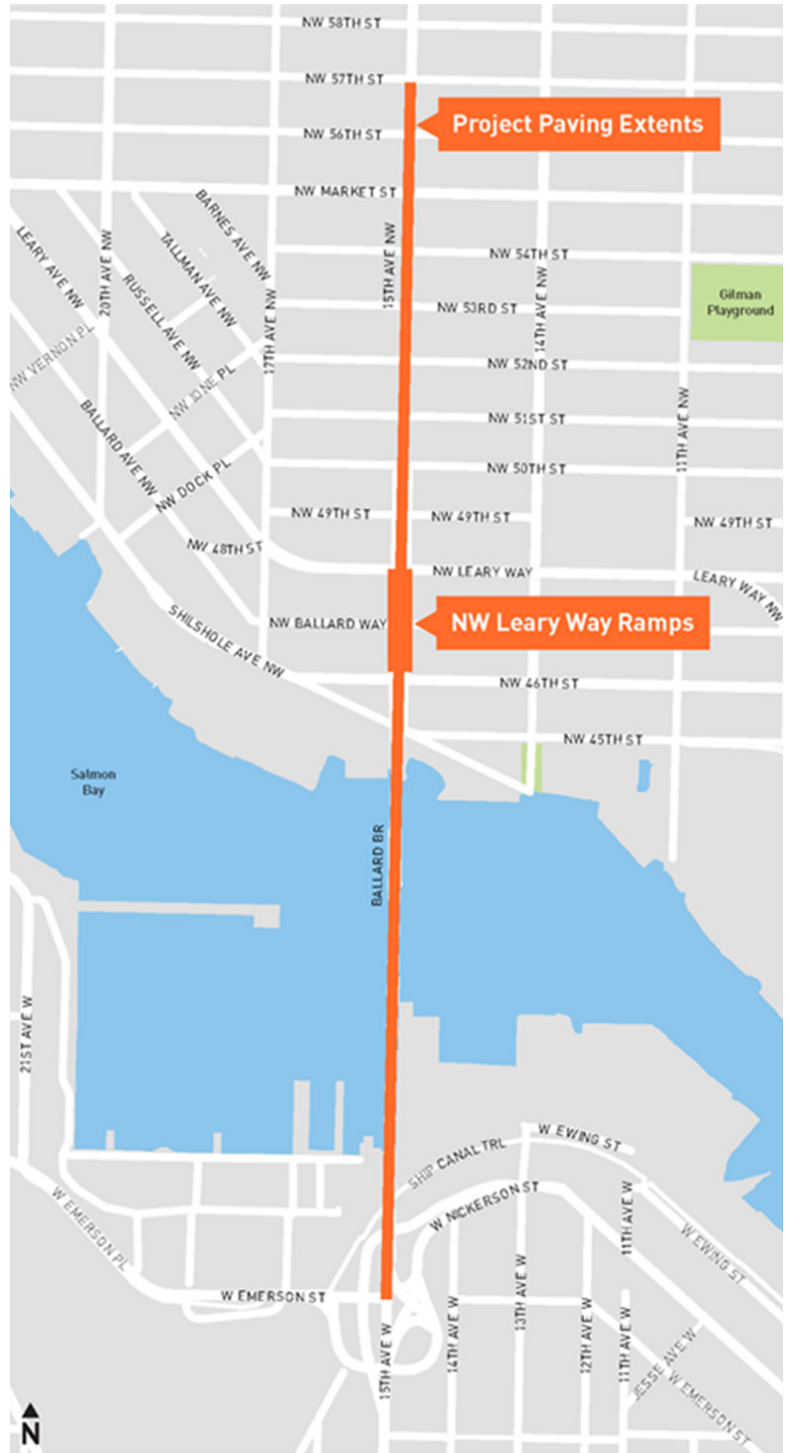 NW 58TH ST
NW 57TH ST
Project Paving Extents
NW 56TH ST
NW MARKET ST
BARNES AVE NW
TALLMAN AVE NW
LEARY AVE NW
RUSSELL AVE NW
20TH AVE NW
15TH AVE NW
NW 54TH ST
14TH AVE NW
Gilman
Playground
NW 53RD ST
17TH AVE NW
NW VERNON PL
NW IONE PL
NW 52ND ST
BALLARD AVE NW
NW 51ST ST
11TH AVE NW
NW DOCK PL
NW 50TH ST
NW 49TH ST
NW 49TH ST
NW 49TH ST
NW 48TH ST
NW LEARY WAY
LEARY WAY NW
SHILSHOLE AVE NW
NW BALLARD WAY
NW Leary Way Ramps
NW 46TH ST
NW 45TH ST
Salmon
Bay
BALLARD BR
21ST AVE W
W EWING ST
SHIP CANAL TRL
W NICKERSON ST
11TH AVE W
W EWING ST
W EMERSON PL
W EMERSON ST
13TH AVE W
15TH AVE W
14TH AVE W
12TH AVE W
11TH AVE W
JESSE AVE W
W EMERSON ST
N